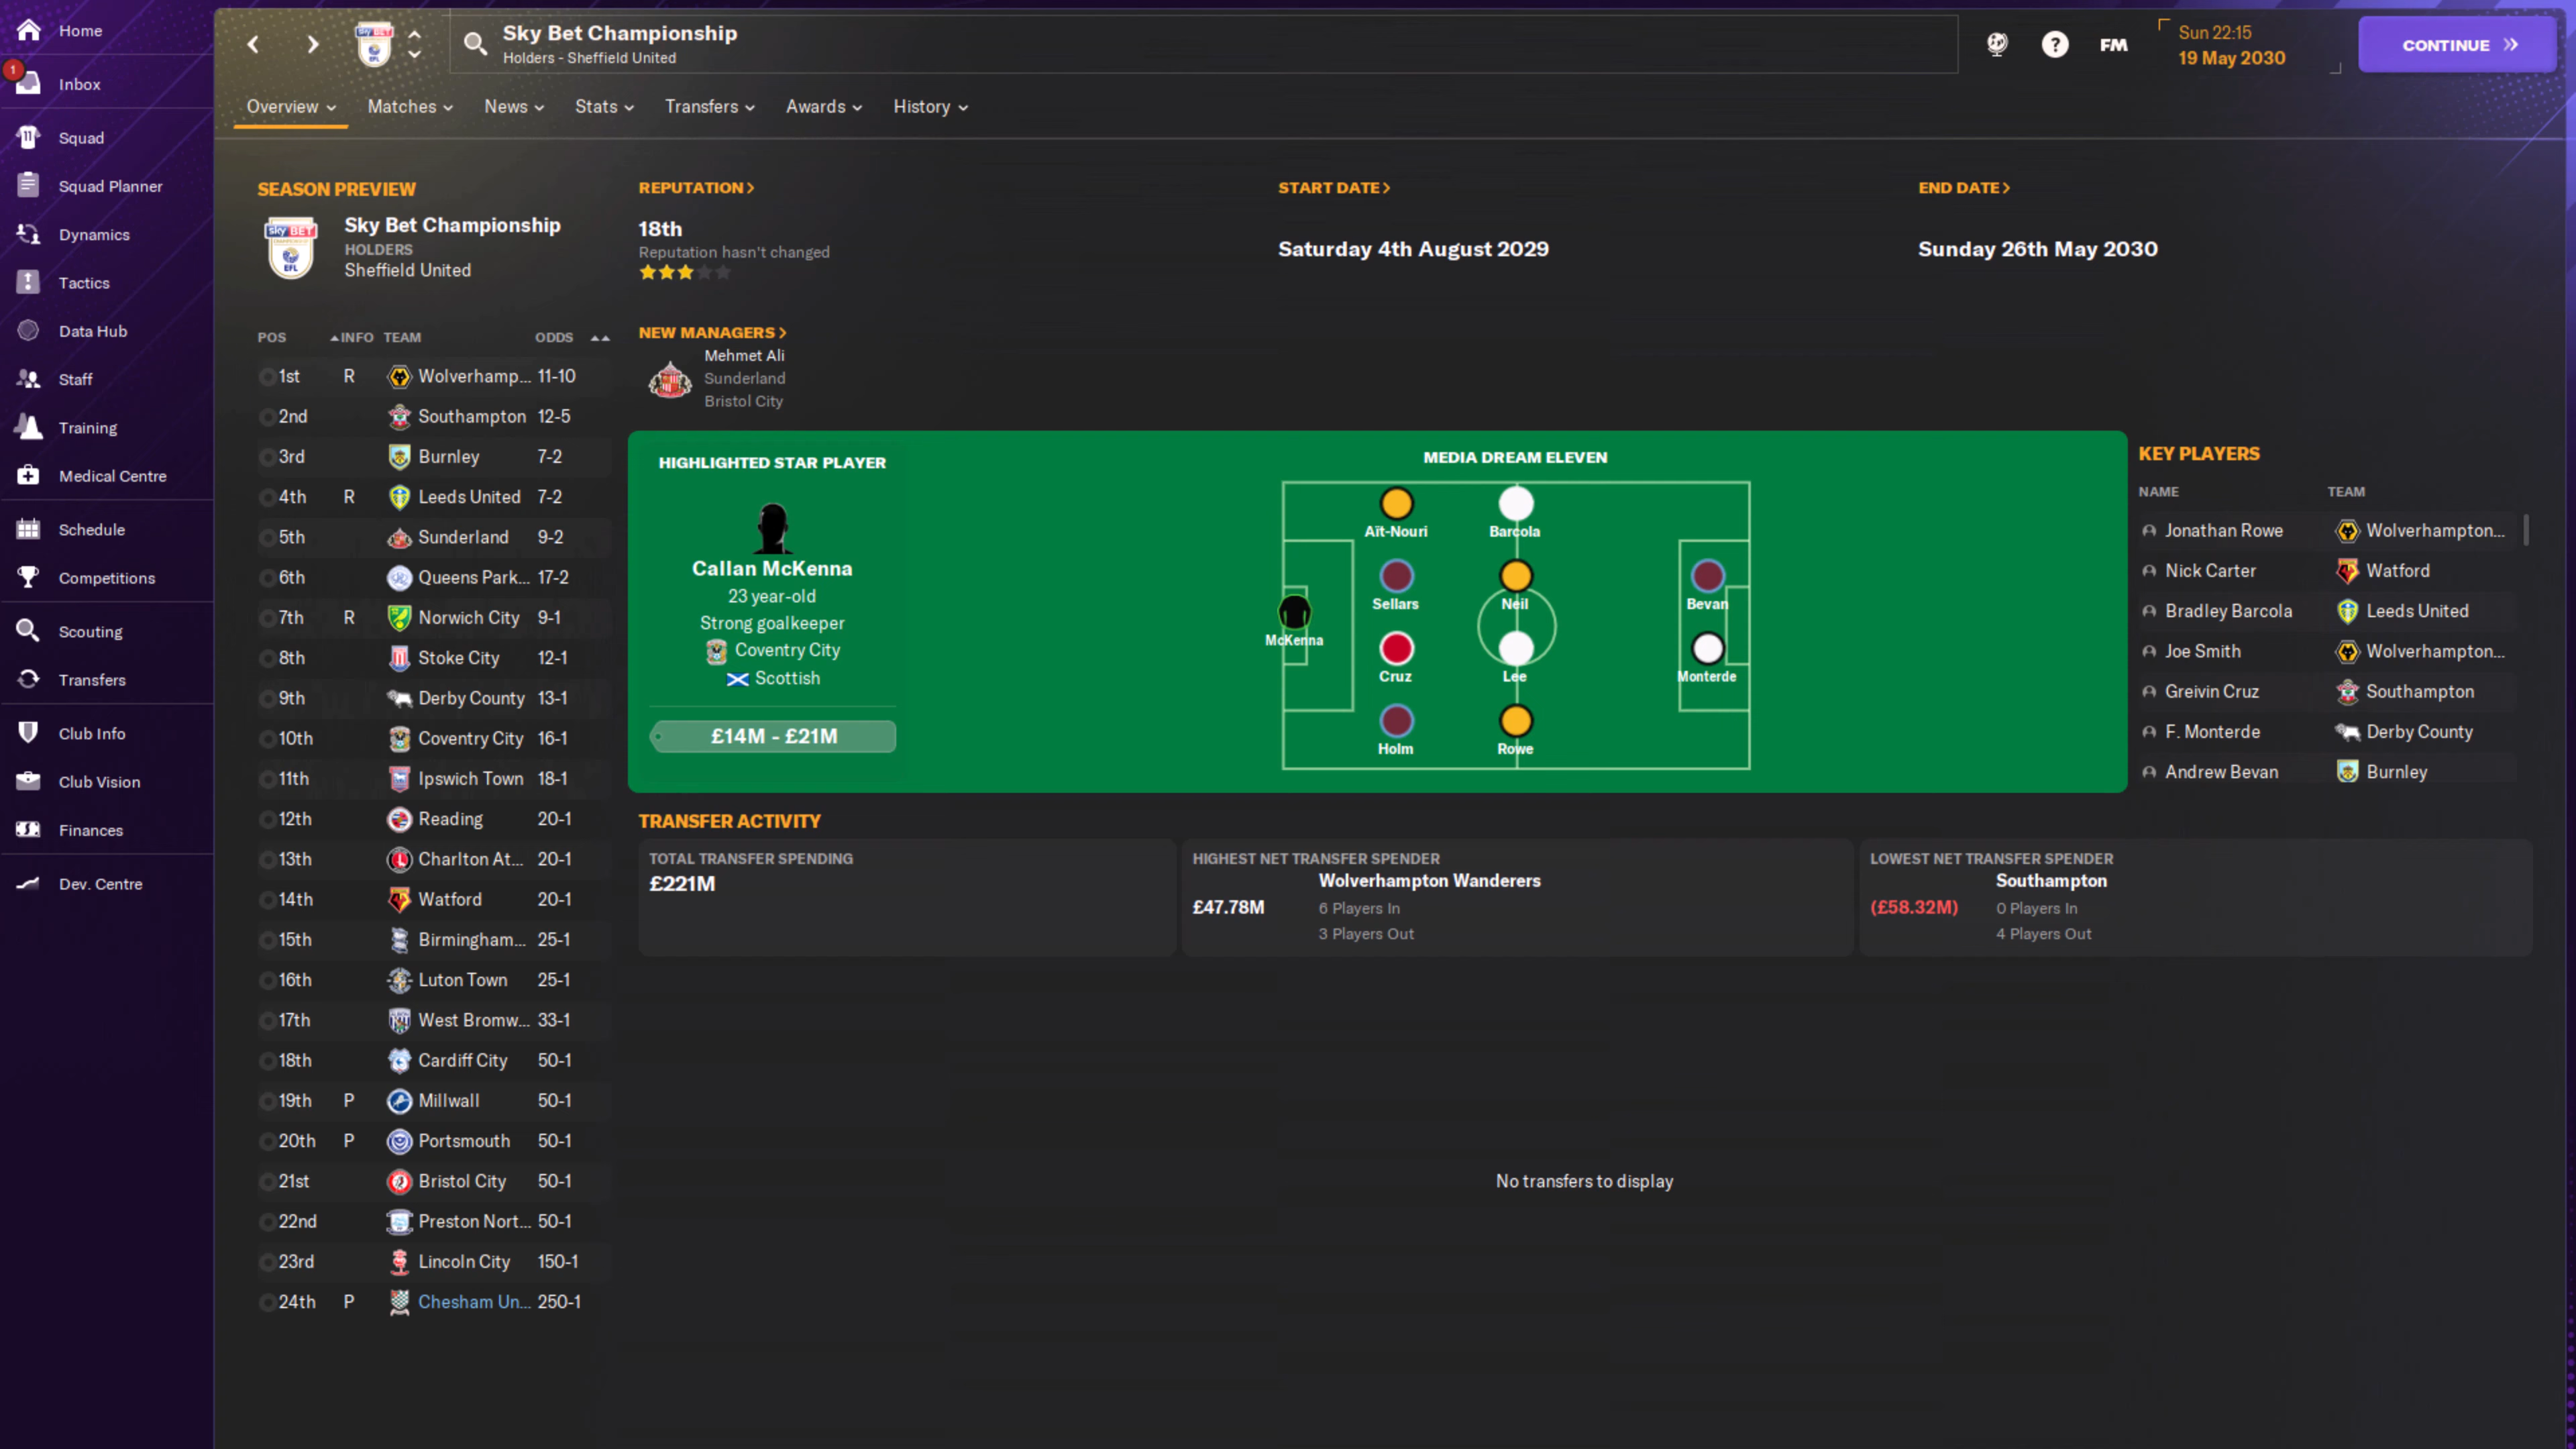 Home
1
Inbox
Squad
Squad Planner
Dynamics
Tactics
Data Hub
Staff
Training
Medical Centre
Schedule
Competitions
Scouting
Transfers
Club Info
Club Vision
Finances
Dev. Centre
Sky Bet Championship
Holders - Sheffield United
FM
Sun 22:15
19 May 2030
CONTINUE
Overview Matches News Stats Transfers Awards History
SEASON PREVIEW
Sky Bet Championship
HOLDERS
Sheffield United
REPUTATION
18th
Reputation hasn't changed
START DATE
Saturday 4th August 2029
END DATE
Sunday 26th May 2030
POS INFO TEAM ODDS
1st R Wolverhamp... 11-10
2nd Southampton 12-5
3rd Burnley 7-2
4th R Leeds United 7-2
5th Sunderland 9-2
6th Queens Park... 17-2
7th R Norwich City 9-1
8th Stoke City 12-1
9th Derby County 13-1
10th Coventry City 16-1
11th Ipswich Town 18-1
12th Reading 20-1
13th Charlton At... 20-1
14th Watford 20-1
15th Birmingham... 25-1
16th Luton Town 25-1
17th West Bromw... 33-1
18th Cardiff City 50-1
19th P Millwall 50-1
20th P Portsmouth 50-1
21st Bristol City 50-1
22nd Preston Nort... 50-1
23rd Lincoln City 150-1
24th P Chesham Un... 250-1
NEW MANAGERS
Mehmet Ali
Sunderland
Bristol City
HIGHLIGHTED STAR PLAYER
Callan McKenna
23 year-old
Strong goalkeeper
Coventry City
Scottish
£14M - £21M
MEDIA DREAM ELEVEN
Aït-Nouri Barcola
Sellars Neil Bevan
McKenna
Cruz Lee Monterde
Holm Rowe
KEY PLAYERS
NAME TEAM
Jonathan Rowe Wolverhampton...
Nick Carter Watford
Bradley Barcola Leeds United
Joe Smith Wolverhampton...
Greivin Cruz Southampton
F. Monterde Derby County
Andrew Bevan Burnley
TRANSFER ACTIVITY
TOTAL TRANSFER SPENDING
£221M
HIGHEST NET TRANSFER SPENDER
Wolverhampton Wanderers
£47.78M
6 Players In
3 Players Out
LOWEST NET TRANSFER SPENDER
Southampton
(£58.32M)
0 Players In
4 Players Out
No transfers to display